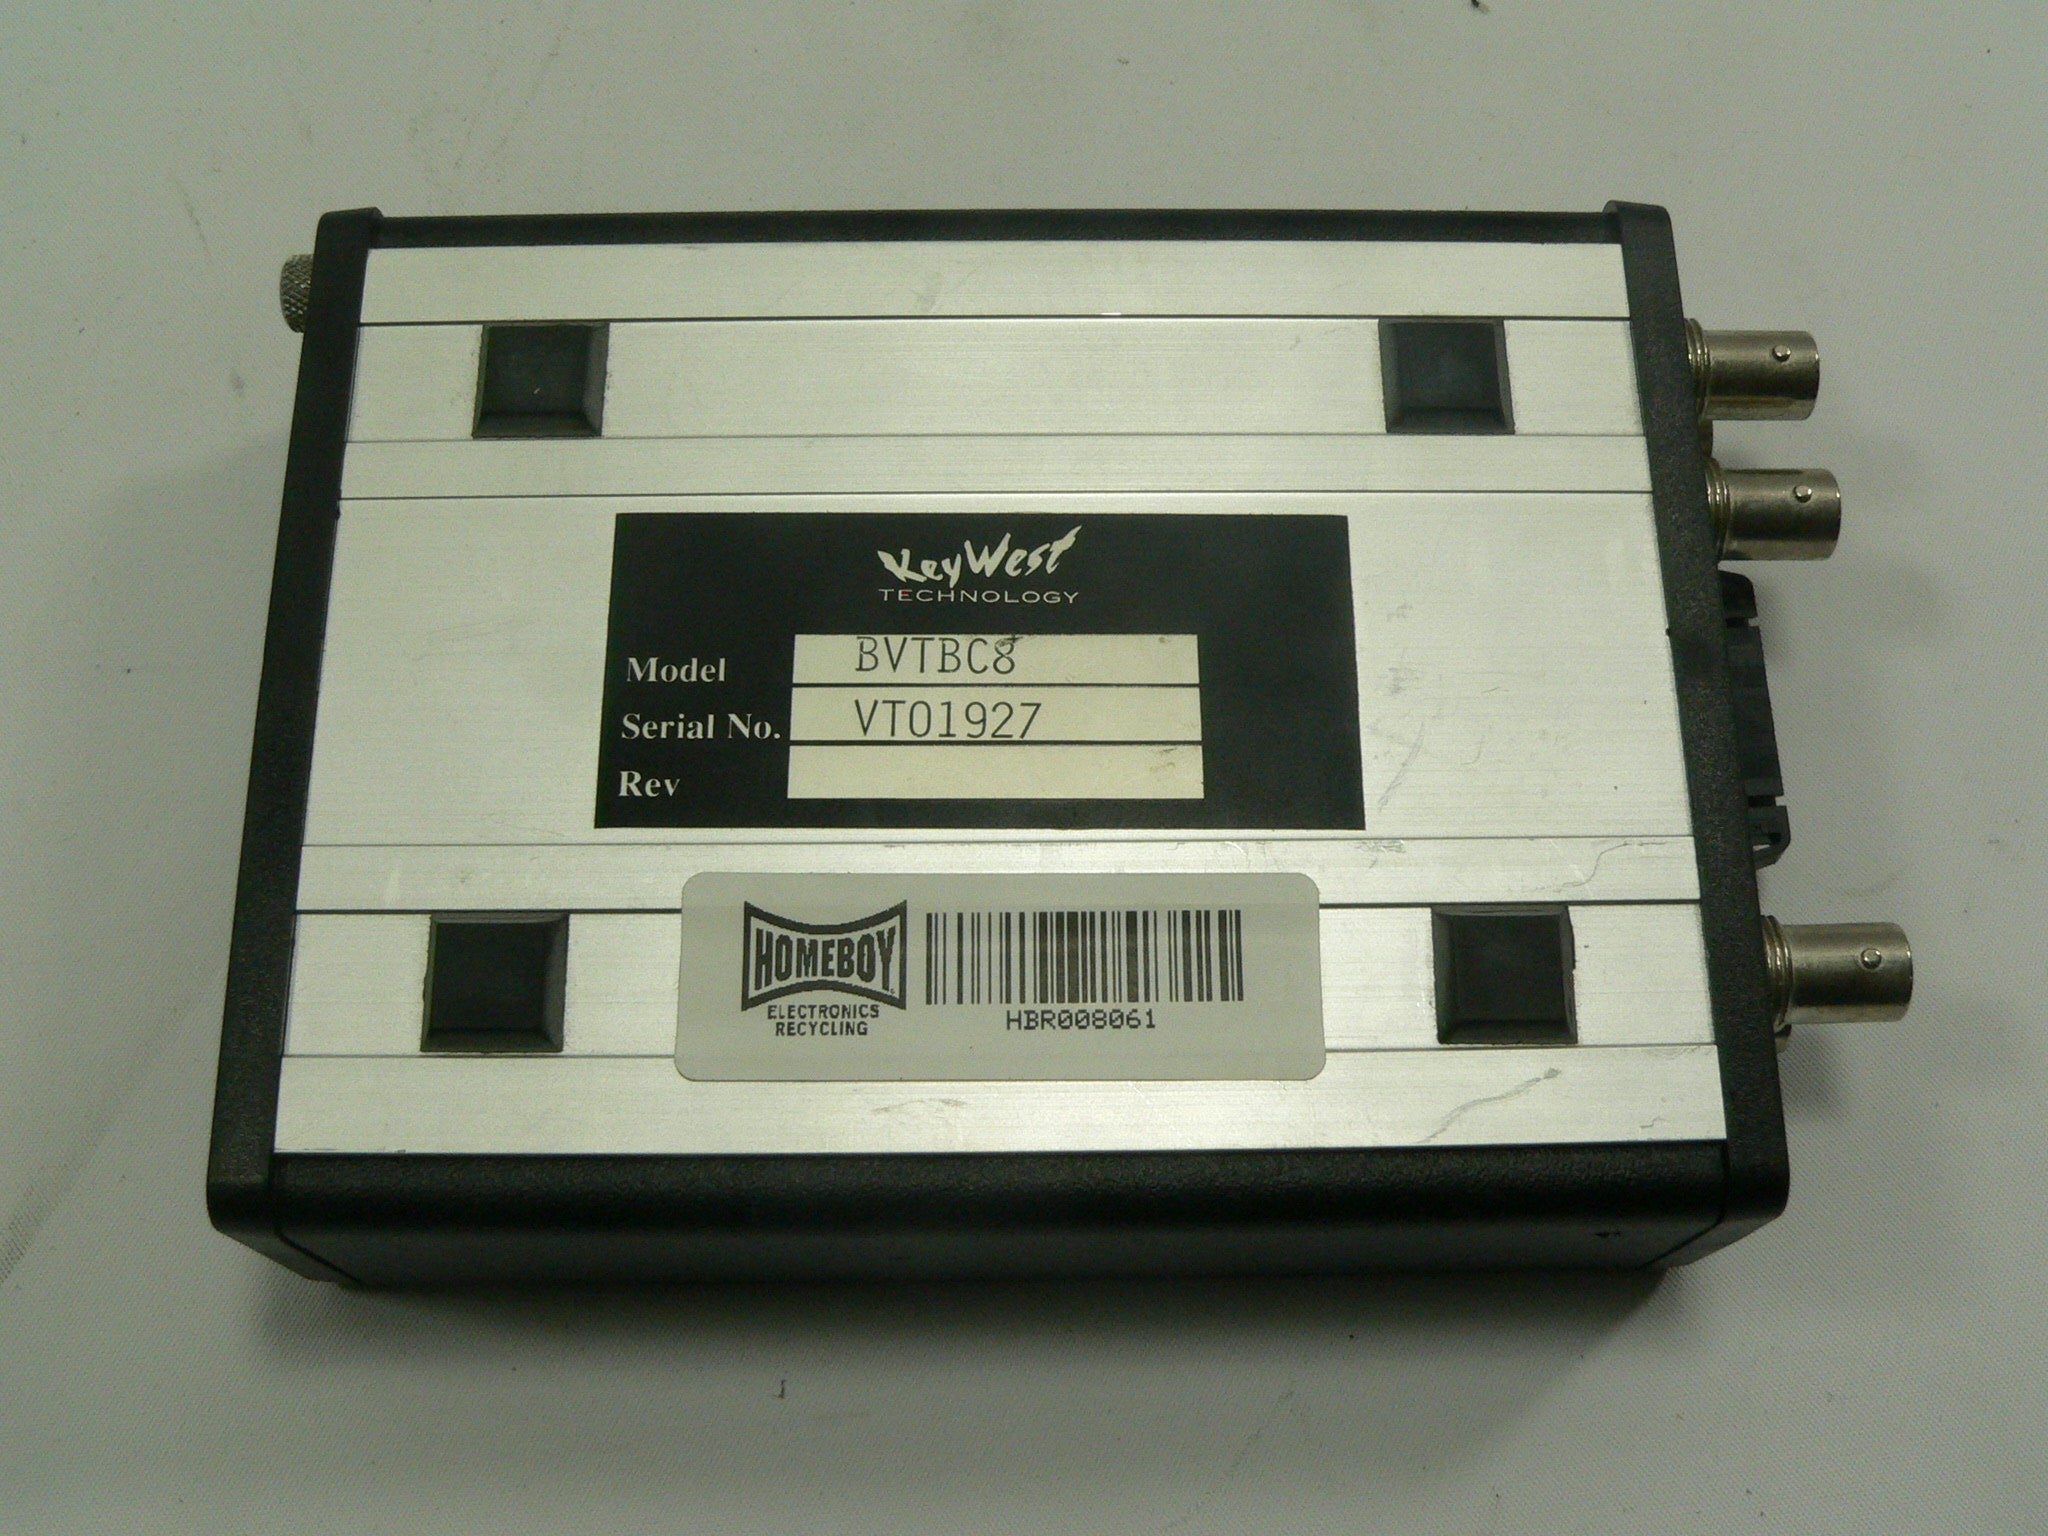 KeyWest
TECHNOLOGY
Model BVTBC8
Serial No. VT01927
Rev
HOMEBOY
ELECTRONICS
RECYCLING
HBR008061